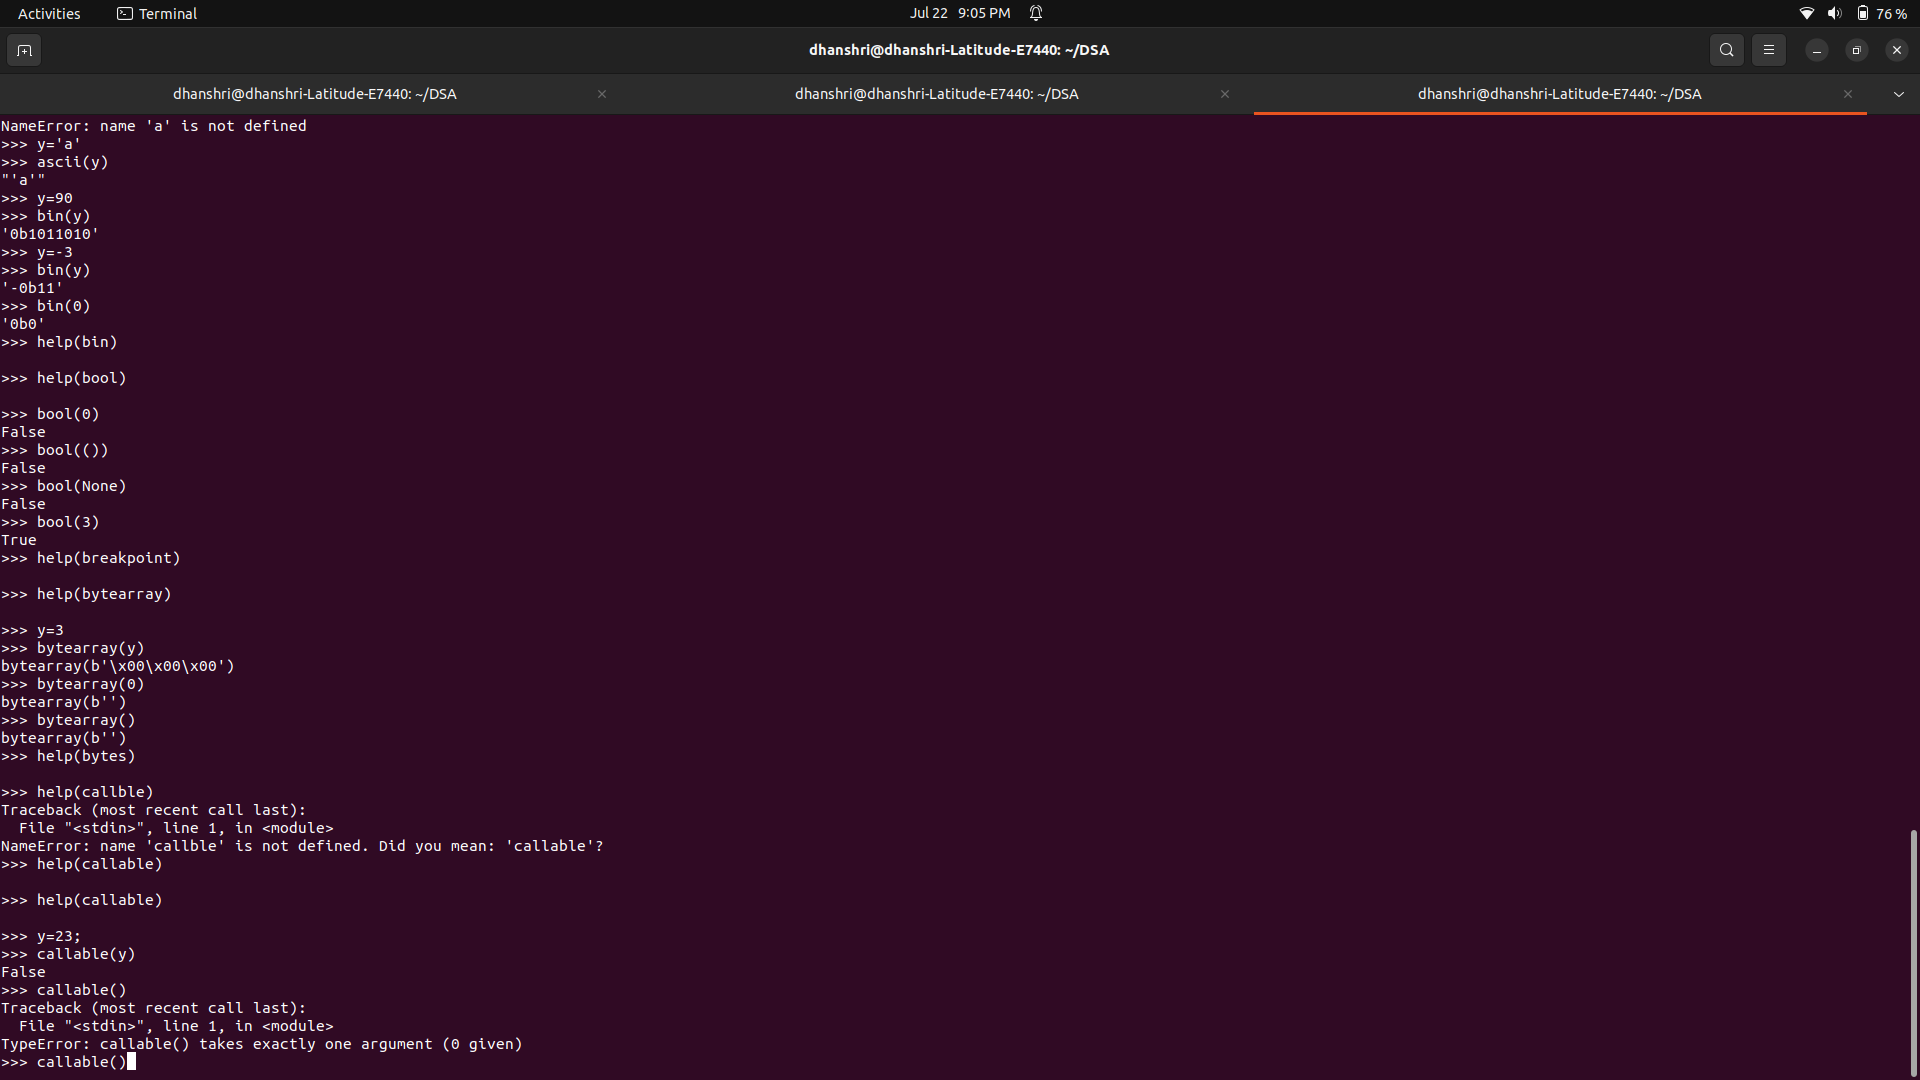 Activities Terminal Jul 22 9:05 PM 76 %
dhanshri@dhanshri-Latitude-E7440: ~/DSA
dhanshri@dhanshri-Latitude-E7440: ~/DSA dhanshri@dhanshri-Latitude-E7440: ~/DSA dhanshri@dhanshri-Latitude-E7440: ~/DSA
NameError: name 'a' is not defined
>>> y='a'
>>> ascii(y)
"'a'"
>>> y=90
>>> bin(y)
'0b1011010'
>>> y=-3
>>> bin(y)
'-0b11'
>>> bin(0)
'0b0'
>>> help(bin)

>>> help(bool)

>>> bool(0)
False
>>> bool(())
False
>>> bool(None)
False
>>> bool(3)
True
>>> help(breakpoint)

>>> help(bytearray)

>>> y=3
>>> bytearray(y)
bytearray(b'\x00\x00\x00')
>>> bytearray(0)
bytearray(b'')
>>> bytearray()
bytearray(b'')
>>> help(bytes)

>>> help(callble)
Traceback (most recent call last):
  File "<stdin>", line 1, in <module>
NameError: name 'callble' is not defined. Did you mean: 'callable'?
>>> help(callable)

>>> help(callable)

>>> y=23;
>>> callable(y)
False
>>> callable()
Traceback (most recent call last):
  File "<stdin>", line 1, in <module>
TypeError: callable() takes exactly one argument (0 given)
>>> callable()